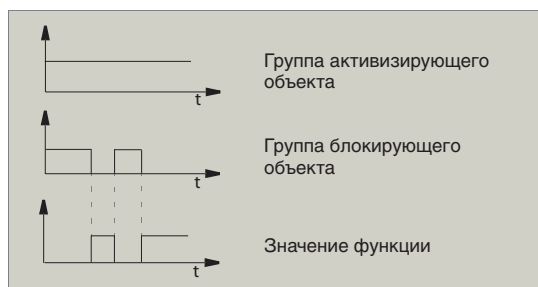 Группа активизирующего
объекта
t
Группа блокирующего
объекта
t
Значение функции
t